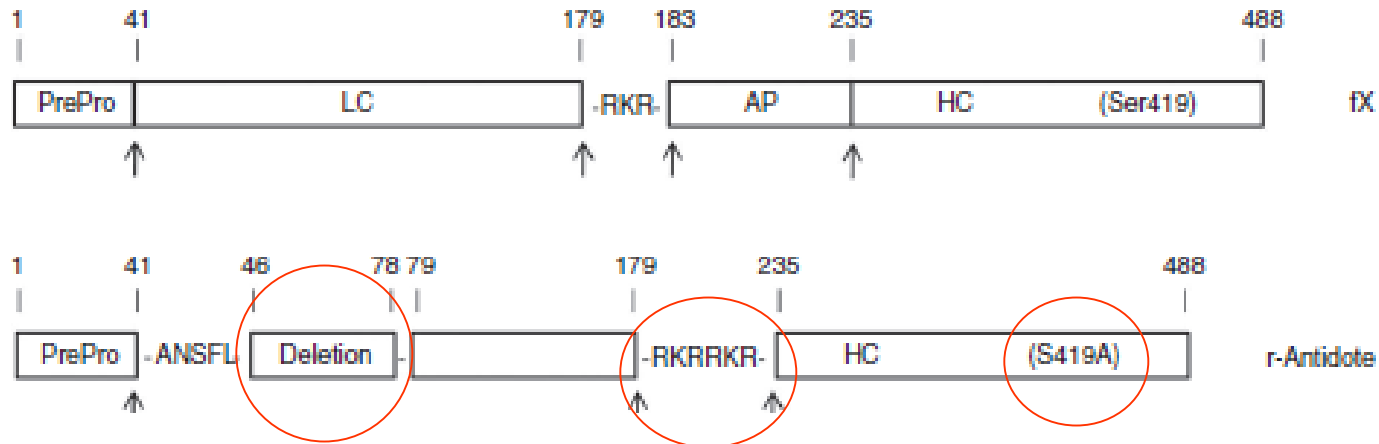 1 41 179 183 235 488
PrePro LC -RKR- AP HC (Ser419) fX
1 41 46 78 79 179 235 488
PrePro -ANSFL- Deletion - -RKRRKR- HC (S419A) r-Antidote